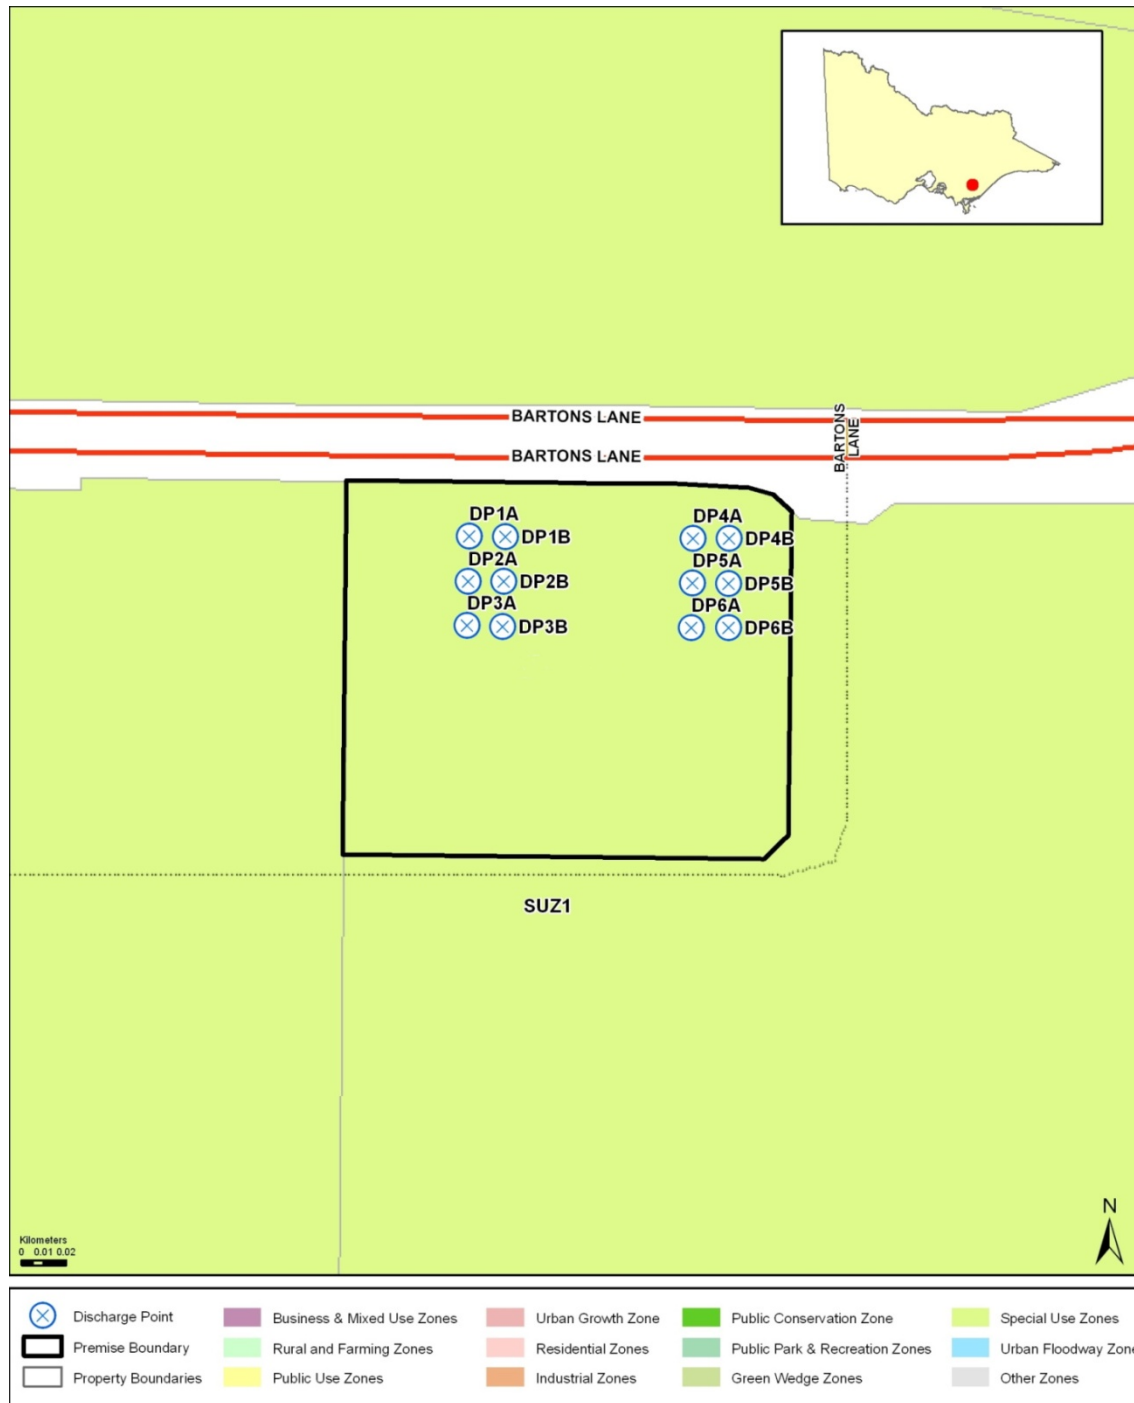 BARTONS LANE
BARTONS
LANE
BARTONS LANE
DP1A
DP4A
DP1B
DP4B
DP2A
DP5A
DP2B
DP5B
DP3A
DP6A
DP3B
DP6B
SUZ1
N
Kilometers
0 0.01 0.02
Discharge Point
Business & Mixed Use Zones
Urban Growth Zone
Public Conservation Zone
Special Use Zones
Premise Boundary
Rural and Farming Zones
Residential Zones
Public Park & Recreation Zones
Urban Floodway Zone
Property Boundaries
Public Use Zones
Industrial Zones
Green Wedge Zones
Other Zones